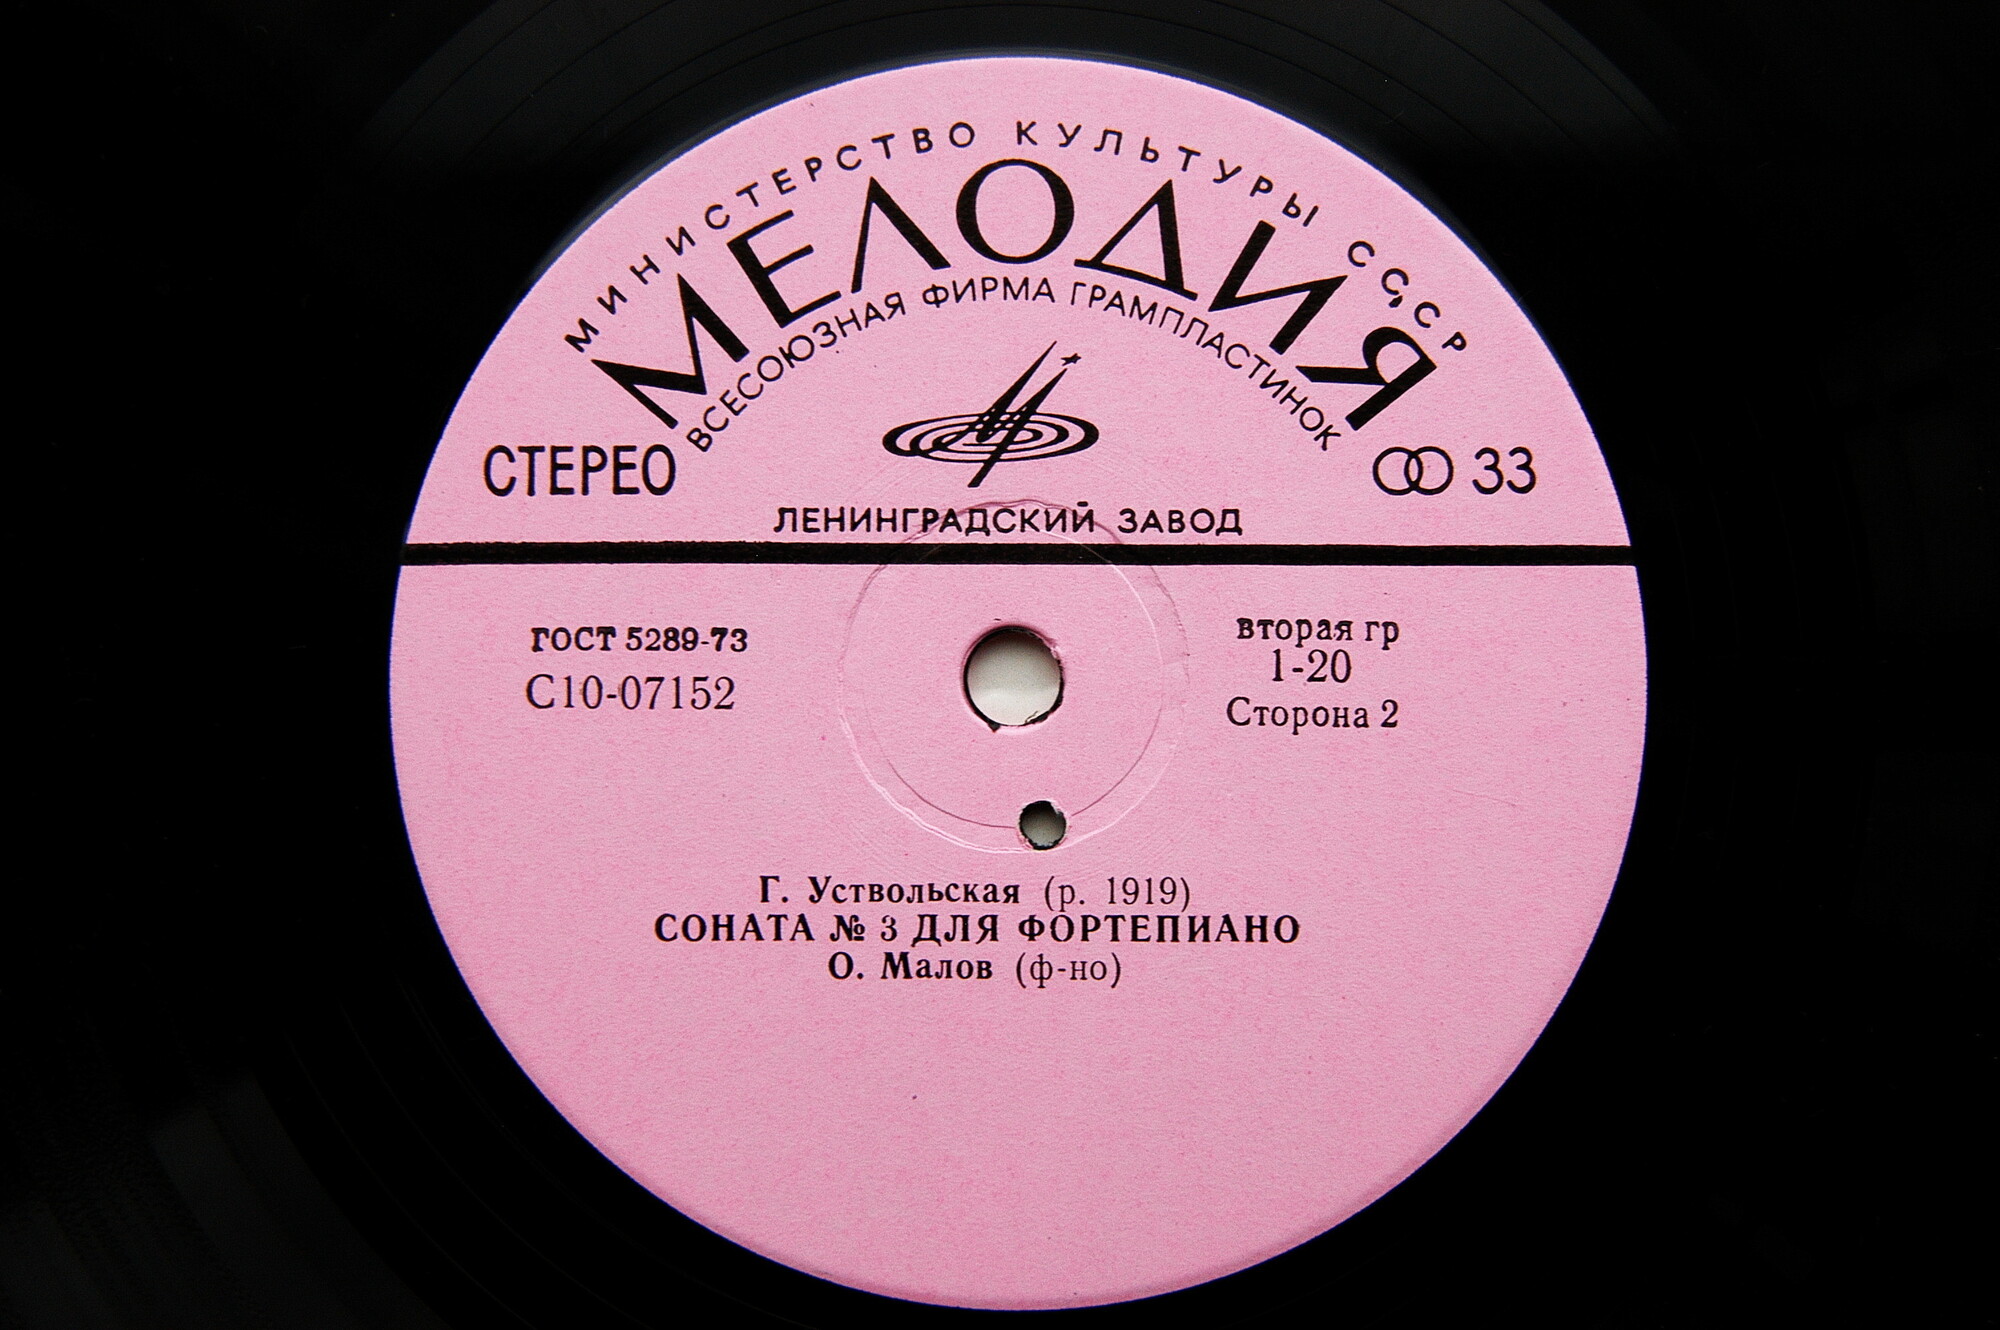 МИНИСТЕРСТВО КУЛЬТУРЫ СССР
МЕЛОДИЯ
ВСЕСОЮЗНАЯ ФИРМА ГРАМПЛАСТИНОК
СТЕРЕО
33
ЛЕНИНГРАДСКИЙ ЗАВОД
ГОСТ 5289-73
С10-07152
вторая гр
1-20
Сторона 2
Г. Уствольская (р. 1919)
СОНАТА № 3 ДЛЯ ФОРТЕПИАНО
О. Малов (ф-но)